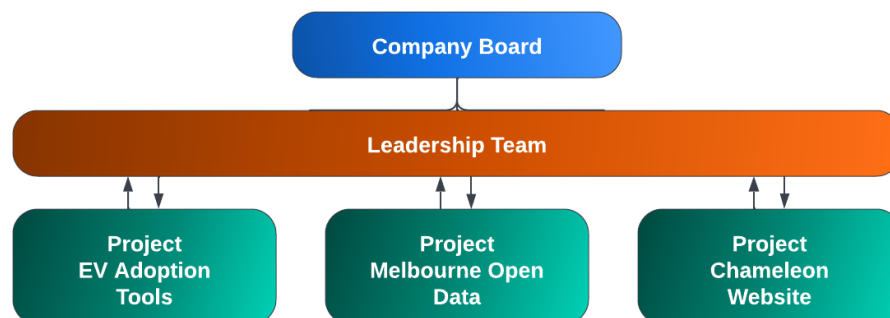 Company Board
Leadership Team
Project
EV Adoption
Tools
Project
Melbourne Open
Data
Project
Chameleon
Website